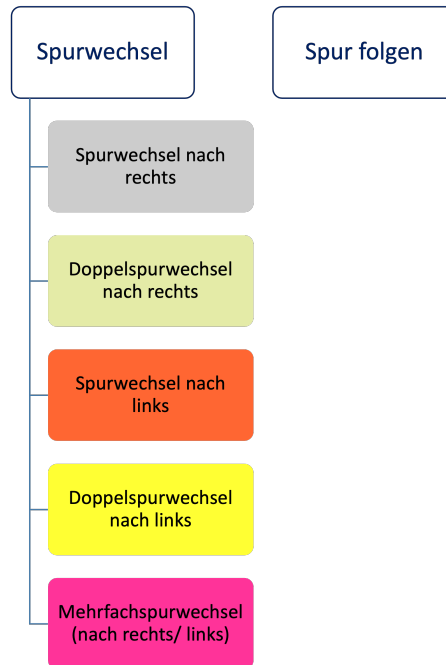 Spurwechsel
Spur folgen
Spurwechsel nach
rechts
Doppelspurwechsel
nach rechts
Spurwechsel nach
links
Doppelspurwechsel
nach links
Mehrfachspurwechsel
(nach rechts/ links)